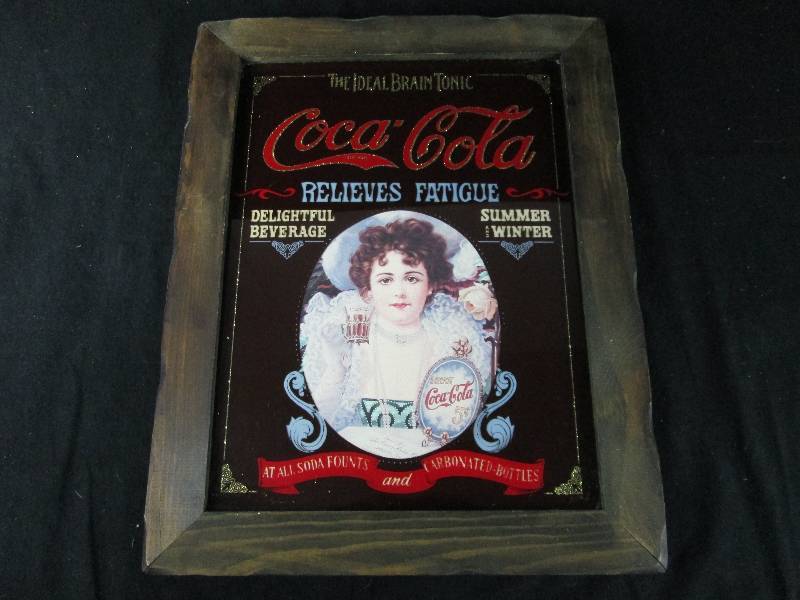 THE IDEAL BRAIN TONIC
Coca-Cola
RELIEVES FATIGUE
DELIGHTFUL
BEVERAGE
SUMMER
AND WINTER
Coca-Cola
5¢
AT ALL SODA FOUNTS and CARBONATED-BOTTLES